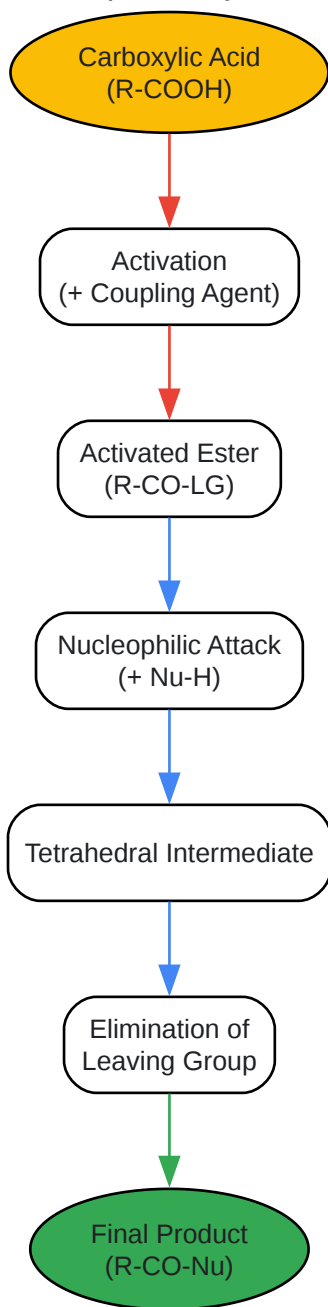 Carboxylic Acid
(R-COOH)
Activation
(+ Coupling Agent)
Activated Ester
(R-CO-LG)
Nucleophilic Attack
(+ Nu-H)
Tetrahedral Intermediate
Elimination of
Leaving Group
Final Product
(R-CO-Nu)